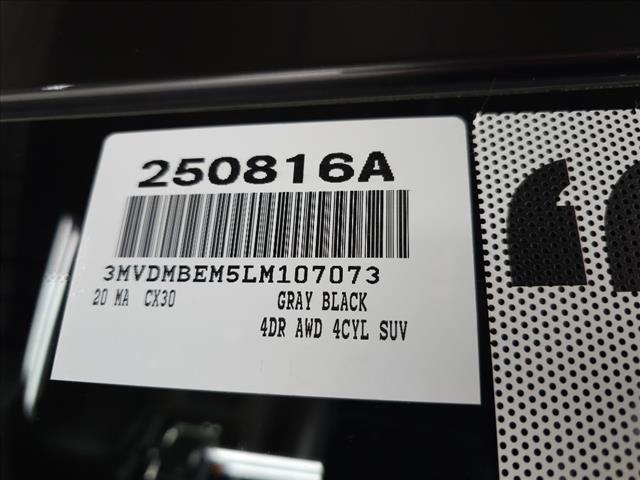 250816A
3MVDMBEM5LM107073
20 MA CX30 GRAY BLACK
4DR AWD 4CYL SUV